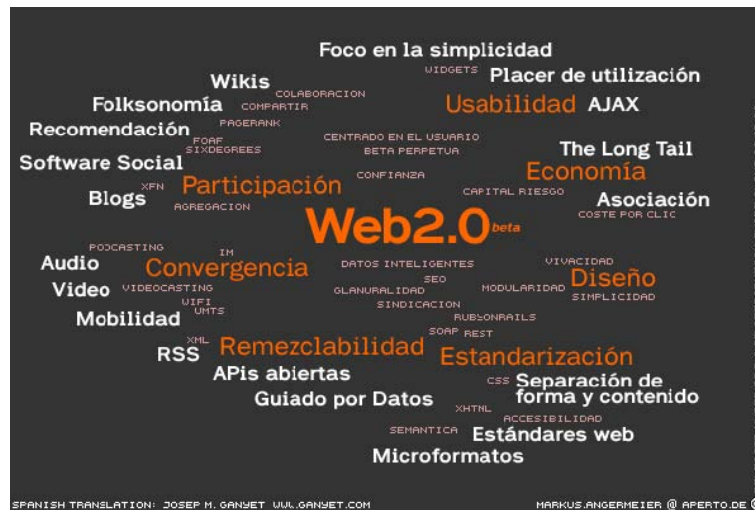 Foco en la simplicidad
WIDGETS
Placer de utilización
Wikis
COLABORACION
Folksonomía
COMPARTIR
Usabilidad
AJAX
Recomendación
PAGERANK
CENTRADO EN EL USUARIO
FOAF
SIXDEGREES
BETA PERPETUA
The Long Tail
Software Social
Economía
XFN
Participación
CONFIANZA
CAPITAL RIESGO
Blogs
Asociación
AGREGACION
COSTE POR CLIC
Web2.0 beta
PODCASTING
IM
VIVACIDAD
Audio
Convergencia
DATOS INTELIGENTES
Diseño
SEO
Video
VIDEOCASTING
GLANURALIDAD
MODULARIDAD
SIMPLICIDAD
WIFI
SINDICACION
UMTS
Mobilidad
RUBYONRAILS
SOAP
REST
XML
Remezclabilidad
RSS
Estandarización
APis abiertas
CSS
Separación de
forma y contenido
Guiado por Datos
XHTNL
ACCESIBILIDAD
SEMANTICA
Estándares web
Microformatos
SPANISH TRANSLATION: JOSEP M. GANYET WWW.GANYET.COM
MARKUS.ANGERMEIER @ APERTO.DE